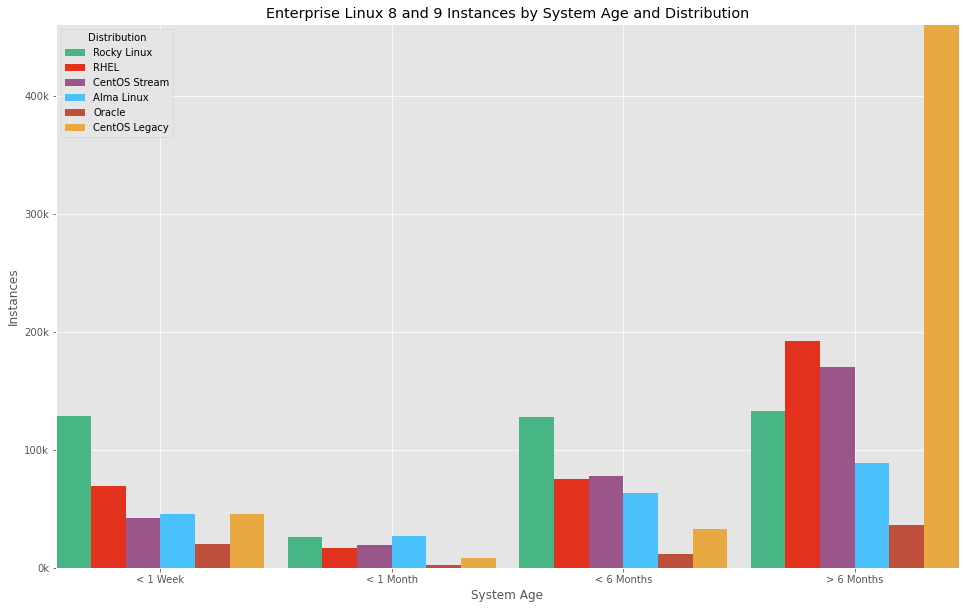 Enterprise Linux 8 and 9 Instances by System Age and Distribution
Distribution
Rocky Linux
RHEL
CentOS Stream
Alma Linux
Oracle
CentOS Legacy
400k
300k
200k
100k
0k
Instances
< 1 Week
< 1 Month
< 6 Months
> 6 Months
System Age